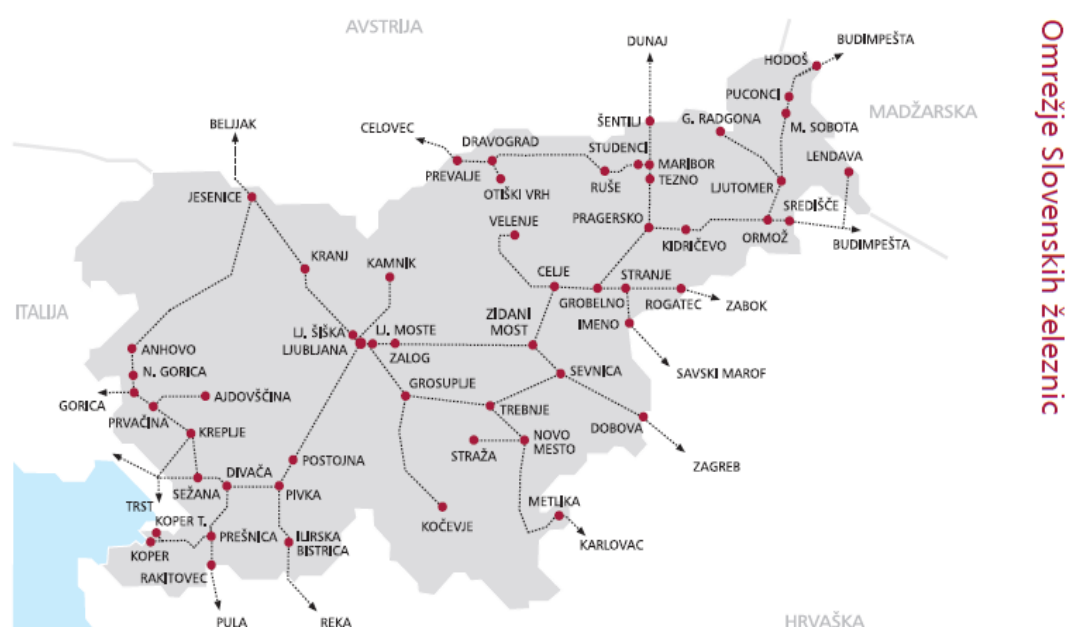 AVSTRIJA
DUNAJ
BUDIMPEŠTA
HODOŠ
PUCONCI
MADŽARSKA
G. RADGONA
M. SOBOTA
ŠENTILJ
BELJJAK
CELOVEC
DRAVOGRAD
STUDENCI
MARIBOR
LENDAVA
PREVALJE
OTIŠKI VRH
RUŠE
TEZNO
LJUTOMER
JESENICE
SREDIŠČE
VELENJE
PRAGERSKO
KIDRIČEVO
ORMOŽ
BUDIMPEŠTA
KRANJ
KAMNIK
CELJE
STRANJE
GROBELNO
ROGATEC
ZABOK
ITALIJA
ZIDANI
MOST
IMENO
LJ. ŠIŠKA
LJ. MOSTE
LJUBLJANA
ZALOG
ANHOVO
N. GORICA
SEVNICA
SAVSKI MAROF
GROSUPLJE
GORICA
AJDOVŠČINA
PRVAČINA
TREBNJE
DOBOVA
KREPLJE
NOVO
MESTO
STRAŽA
ZAGREB
POSTOJNA
DIVAČA
SEŽANA
PIVKA
TRST
METLIKA
KOPER T.
KOČEVJE
PREŠNICA
ILIRSKA
BISTRICA
KARLOVAC
KOPER
RAKITOVEC
PULA
REKA
HRVAŠKA
Omrežje Slovenskih železnic